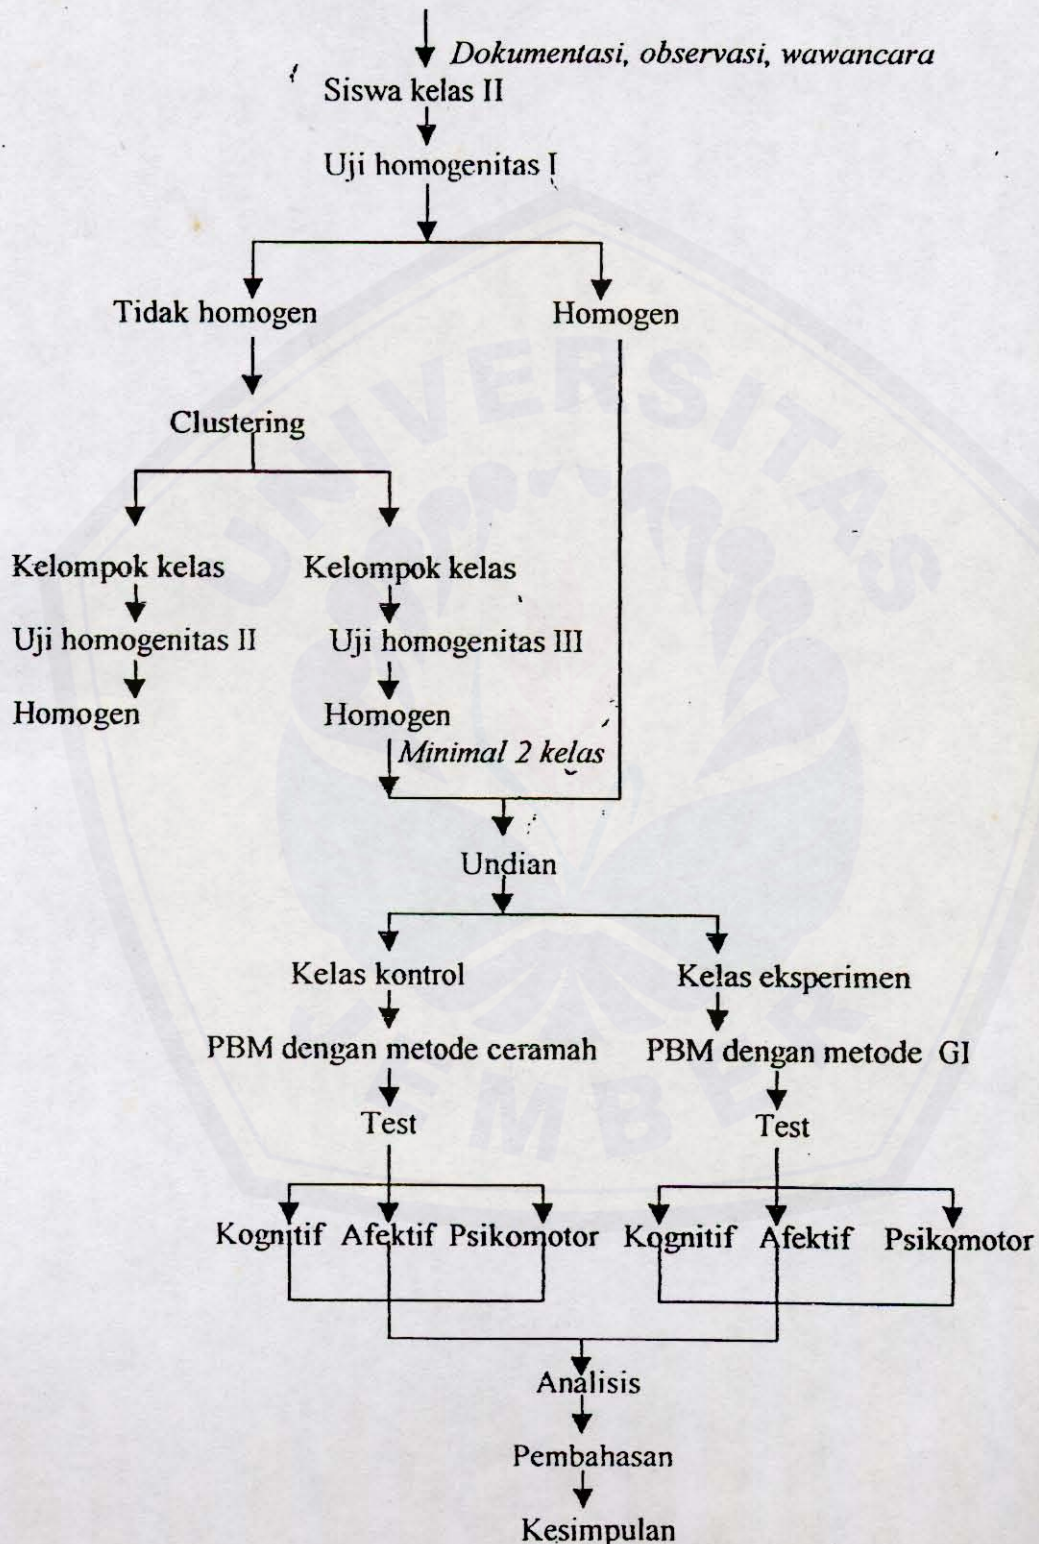 Dokumentasi, observasi, wawancara
Siswa kelas II
Uji homogenitas I
Tidak homogen Homogen
Clustering
Kelompok kelas Kelompok kelas
Uji homogenitas II Uji homogenitas III
Homogen Homogen
Minimal 2 kelas
Undian
Kelas kontrol Kelas eksperimen
PBM dengan metode ceramah PBM dengan metode GI
Test Test
Kognitif Afektif Psikomotor Kognitif Afektif Psikomotor
Analisis
Pembahasan
Kesimpulan
UNIVERSITAS
JEMBER